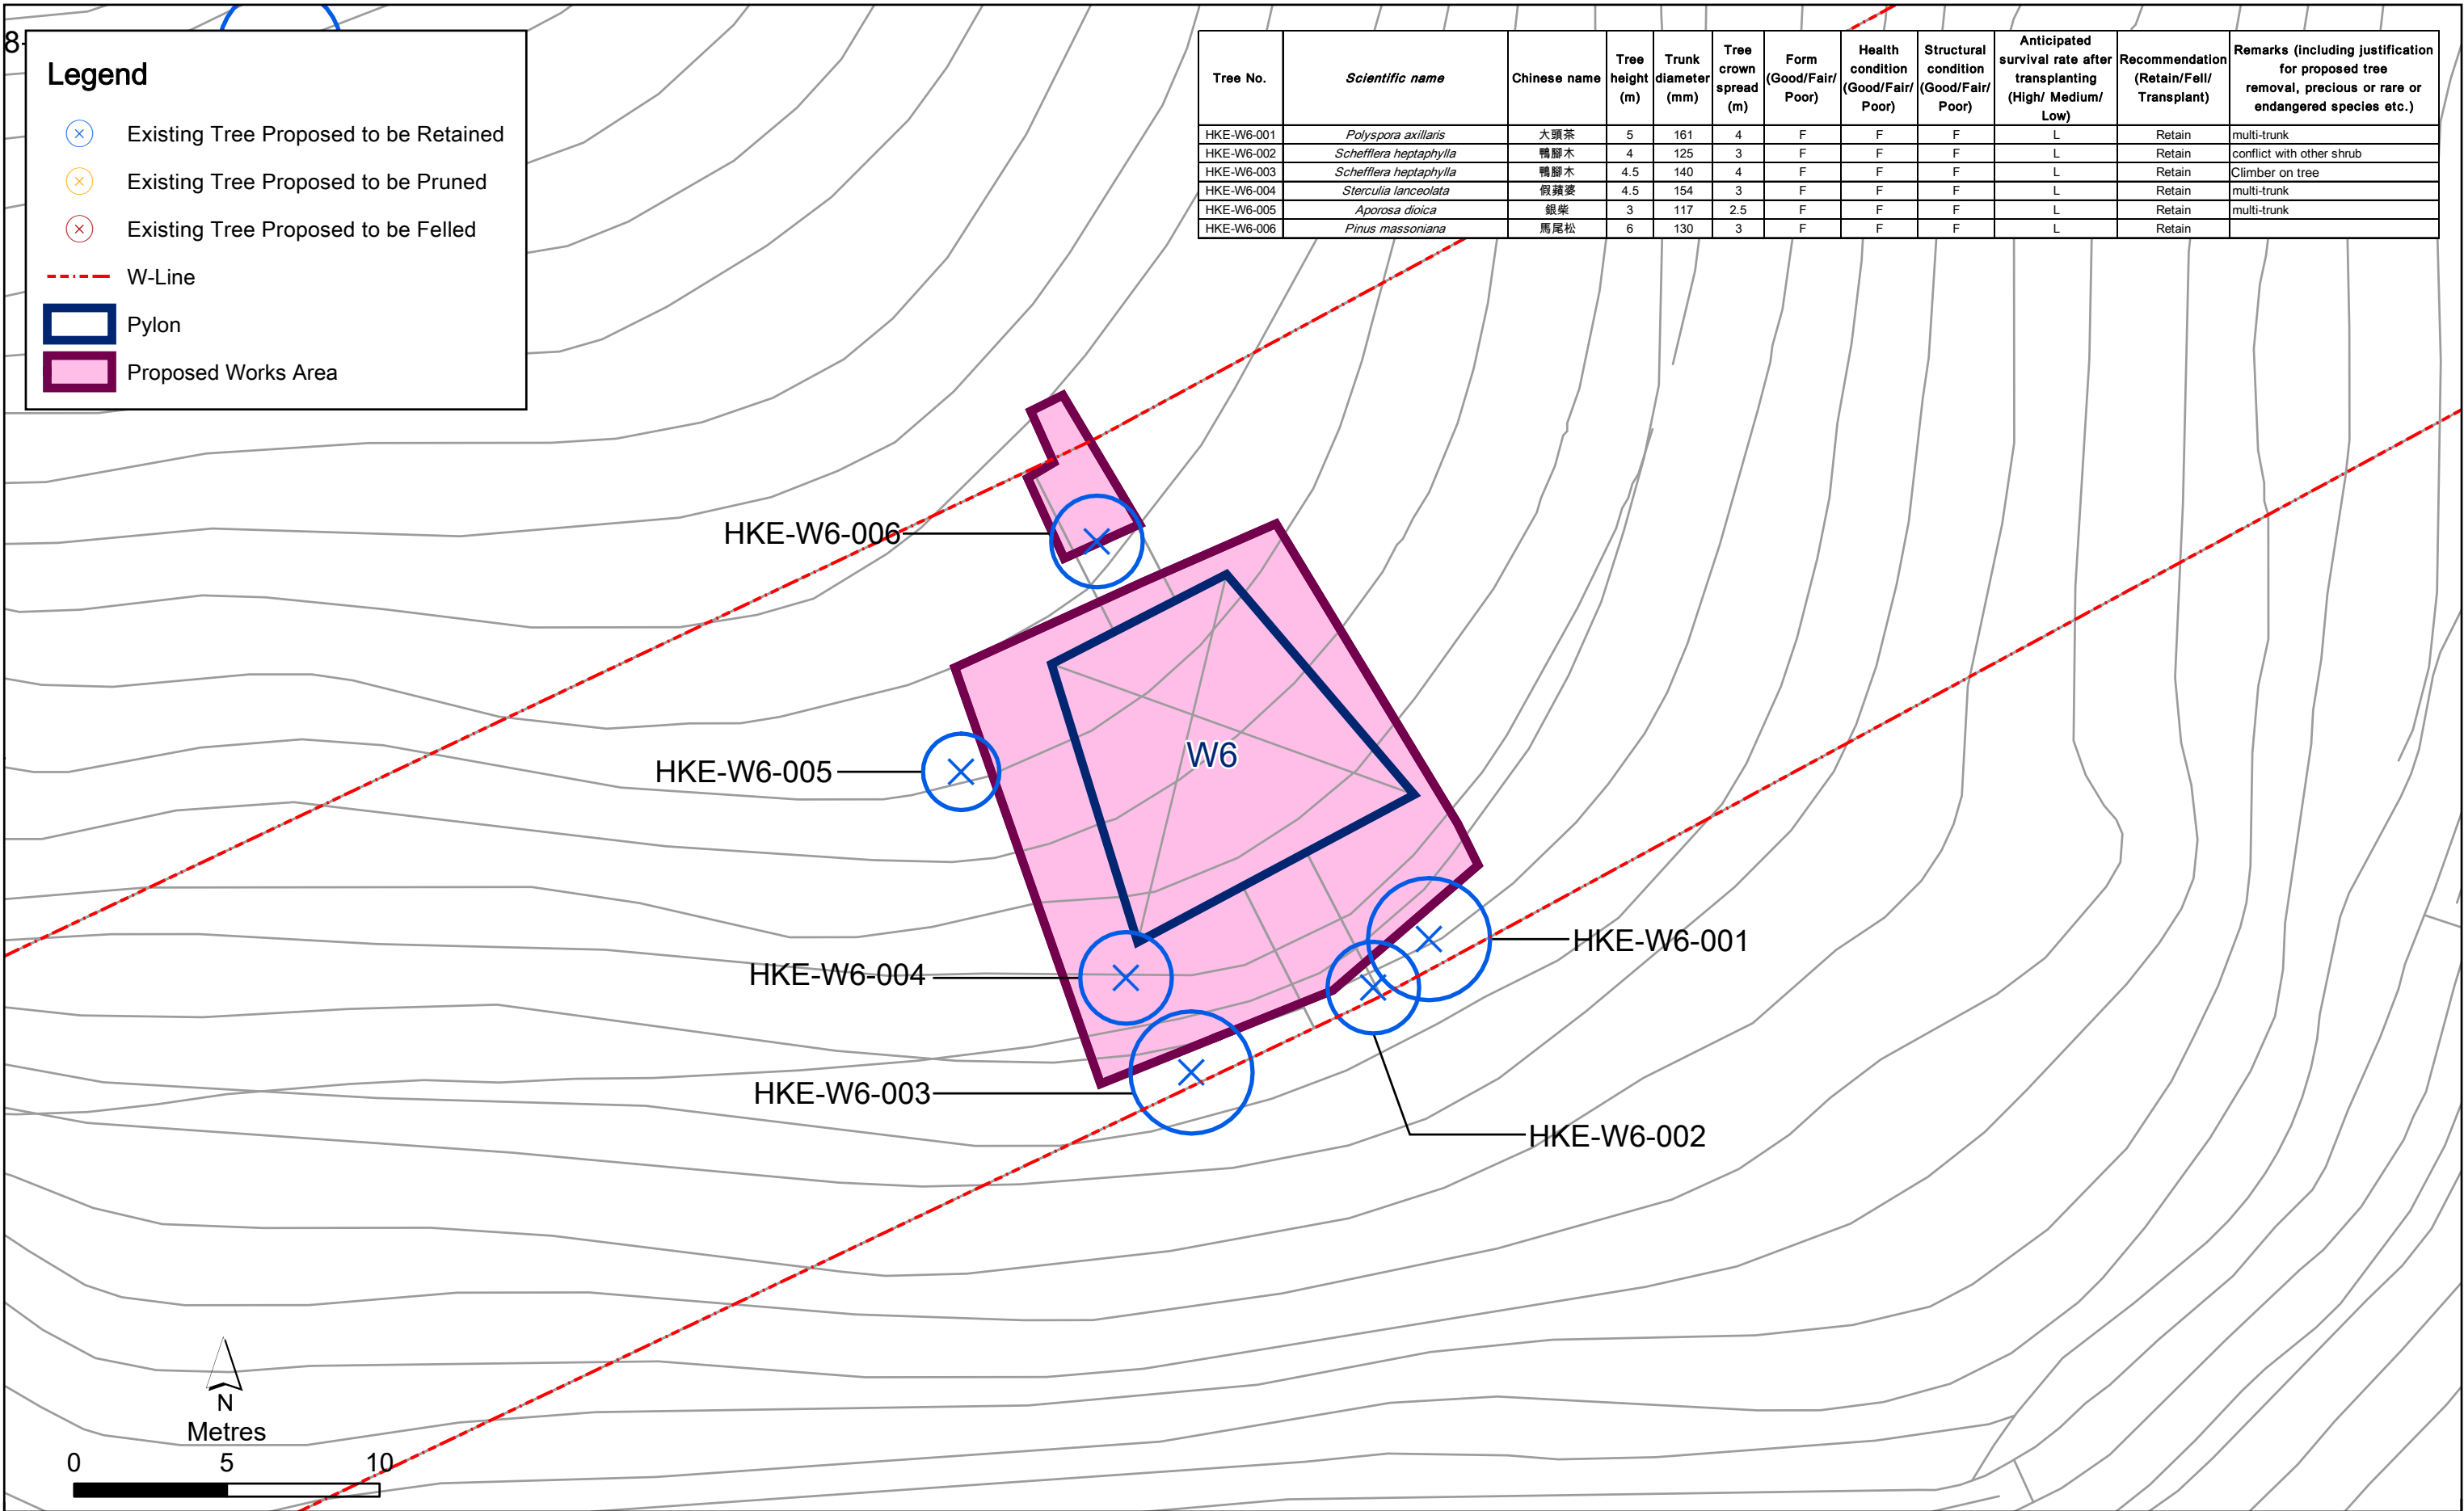 8
Legend
Existing Tree Proposed to be Retained
Existing Tree Proposed to be Pruned
Existing Tree Proposed to be Felled
W-Line
Pylon
Proposed Works Area
Tree No. Scientific name Chinese name Tree height (m) Trunk diameter (mm) Tree crown spread (m) Form (Good/Fair/ Poor) Health condition (Good/Fair/ Poor) Structural condition (Good/Fair/ Poor) Anticipated survival rate after transplanting (High/ Medium/ Low) Recommendation (Retain/Fell/ Transplant) Remarks (including justification for proposed tree removal, precious or rare or endangered species etc.)
HKE-W6-001 Polyspora axillaris 大頭茶 5 161 4 F F F L Retain multi-trunk
HKE-W6-002 Schefflera heptaphylla 鴨腳木 4 125 3 F F F L Retain conflict with other shrub
HKE-W6-003 Schefflera heptaphylla 鴨腳木 4.5 140 4 F F F L Retain Climber on tree
HKE-W6-004 Sterculia lanceolata 假蘋婆 4.5 154 3 F F F L Retain multi-trunk
HKE-W6-005 Aporosa dioica 銀柴 3 117 2.5 F F F L Retain multi-trunk
HKE-W6-006 Pinus massoniana 馬尾松 6 130 3 F F F L Retain
HKE-W6-006
W6
HKE-W6-005
HKE-W6-001
HKE-W6-004
HKE-W6-003
HKE-W6-002
N
Metres
0 5 10